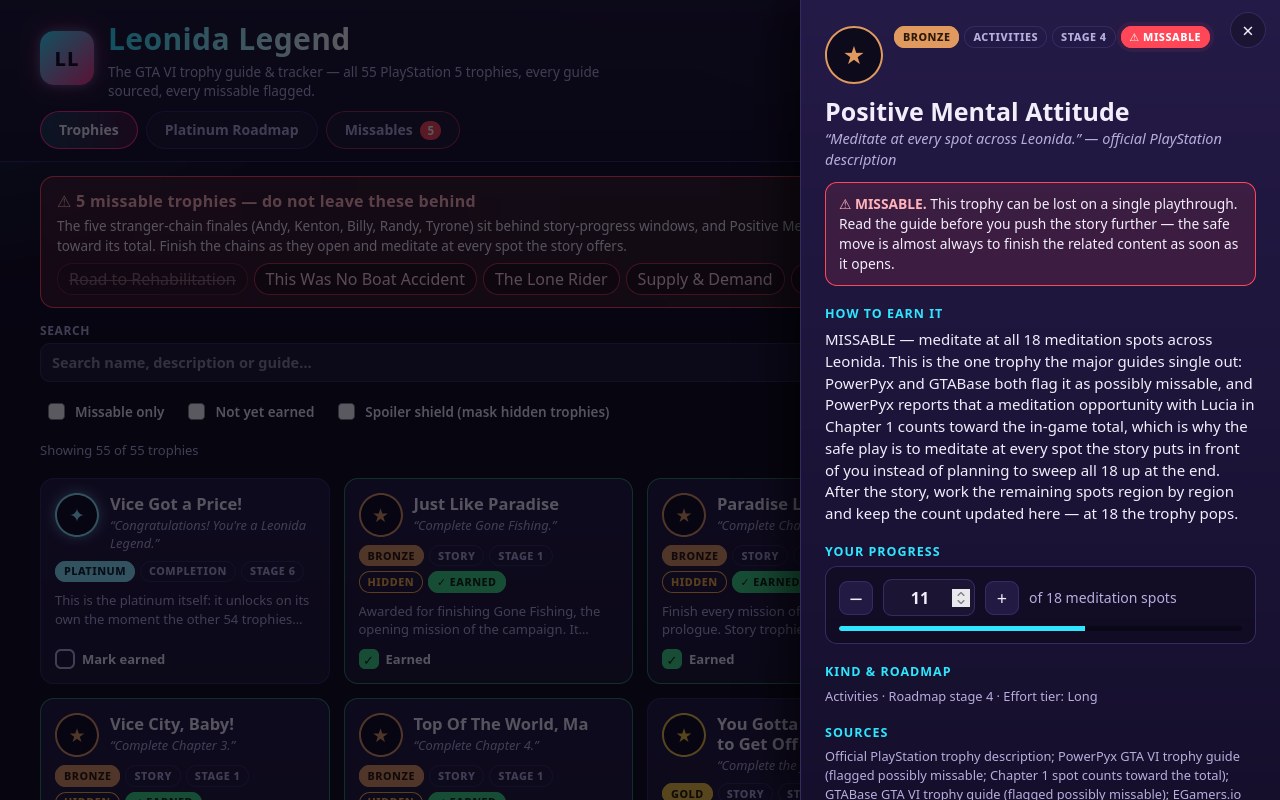 LL
Leonida Legend
The GTA VI trophy guide & tracker — all 55 PlayStation 5 trophies, every guide
sourced, every missable flagged.
Trophies
Platinum Roadmap
Missables 5
⚠ 5 missable trophies — do not leave these behind
The five stranger-chain finales (Andy, Kenton, Billy, Randy, Tyrone) sit behind story-progress windows, and Positive Me
toward its total. Finish the chains as they open and meditate at every spot the story offers.
Road to Rehabilitation
This Was No Boat Accident
The Lone Rider
Supply & Demand
SEARCH
Search name, description or guide…
Missable only
Not yet earned
Spoiler shield (mask hidden trophies)
Showing 55 of 55 trophies
Vice Got a Price!
“Congratulations! You're a Leonida
Legend.”
PLATINUM COMPLETION STAGE 6
This is the platinum itself: it unlocks on its
own the moment the other 54 trophies…
Mark earned
Just Like Paradise
“Complete Gone Fishing.”
BRONZE STORY STAGE 1
HIDDEN ✓ EARNED
Awarded for finishing Gone Fishing, the
opening mission of the campaign. It…
Earned
Paradise L
“Complete Cha
BRONZE STORY
HIDDEN ✓ EARNED
Finish every mission of
prologue. Story trophie
Earned
Vice City, Baby!
“Complete Chapter 3.”
BRONZE STORY STAGE 1
Top Of The World, Ma
“Complete Chapter 4.”
BRONZE STORY STAGE 1
You Gotta
to Get Off
“Complete the
GOLD STORY
BRONZE ACTIVITIES STAGE 4 ⚠ MISSABLE
×
Positive Mental Attitude
“Meditate at every spot across Leonida.” — official PlayStation
description
⚠ MISSABLE. This trophy can be lost on a single playthrough.
Read the guide before you push the story further — the safe
move is almost always to finish the related content as soon as
it opens.
HOW TO EARN IT
MISSABLE — meditate at all 18 meditation spots across
Leonida. This is the one trophy the major guides single out:
PowerPyx and GTABase both flag it as possibly missable, and
PowerPyx reports that a meditation opportunity with Lucia in
Chapter 1 counts toward the in-game total, which is why the
safe play is to meditate at every spot the story puts in front
of you instead of planning to sweep all 18 up at the end.
After the story, work the remaining spots region by region
and keep the count updated here — at 18 the trophy pops.
YOUR PROGRESS
− 11 + of 18 meditation spots
KIND & ROADMAP
Activities · Roadmap stage 4 · Effort tier: Long
SOURCES
Official PlayStation trophy description; PowerPyx GTA VI trophy guide
(flagged possibly missable; Chapter 1 spot counts toward the total);
GTABase GTA VI trophy guide (flagged possibly missable); EGamers.io